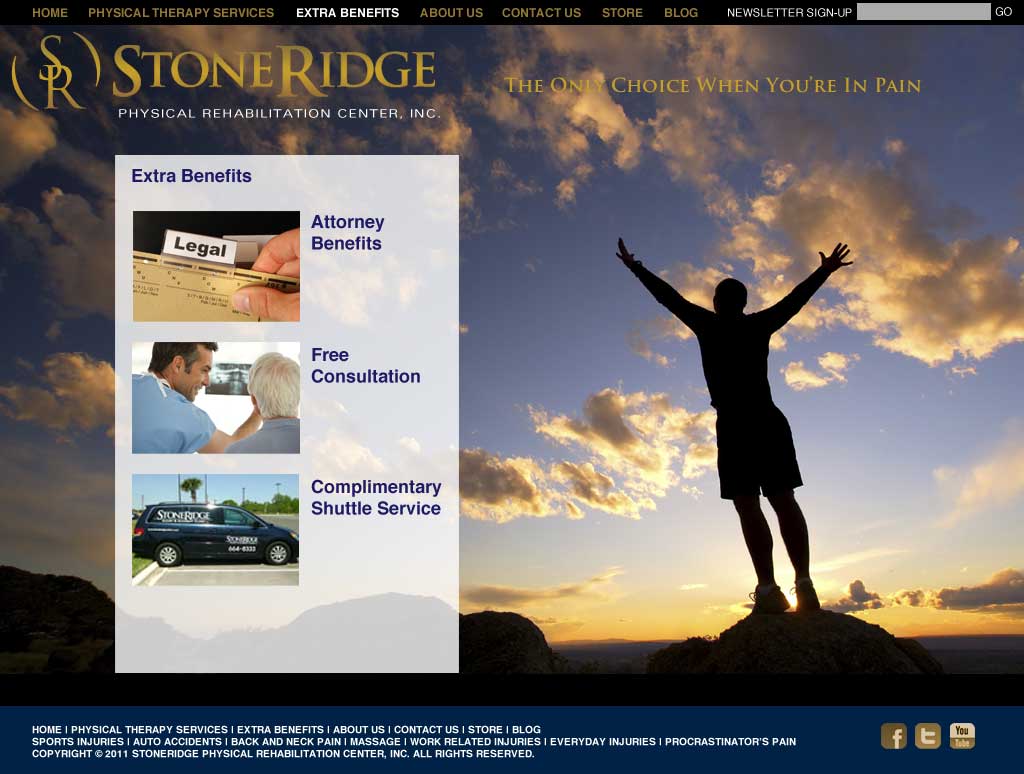 HOME PHYSICAL THERAPY SERVICES EXTRA BENEFITS ABOUT US CONTACT US STORE BLOG NEWSLETTER SIGN-UP GO
SR
STONERIDGE
PHYSICAL REHABILITATION CENTER, INC.
THE ONLY CHOICE WHEN YOU'RE IN PAIN
Extra Benefits
Legal
Attorney
Benefits
Free
Consultation
STONERIDGE
STONERIDGE
664-8333
Complimentary
Shuttle Service
HOME | PHYSICAL THERAPY SERVICES | EXTRA BENEFITS | ABOUT US | CONTACT US | STORE | BLOG
SPORTS INJURIES | AUTO ACCIDENTS | BACK AND NECK PAIN | MASSAGE | WORK RELATED INJURIES | EVERYDAY INJURIES | PROCRASTINATOR'S PAIN
COPYRIGHT © 2011 STONERIDGE PHYSICAL REHABILITATION CENTER, INC. ALL RIGHTS RESERVED.
f t You
Tube